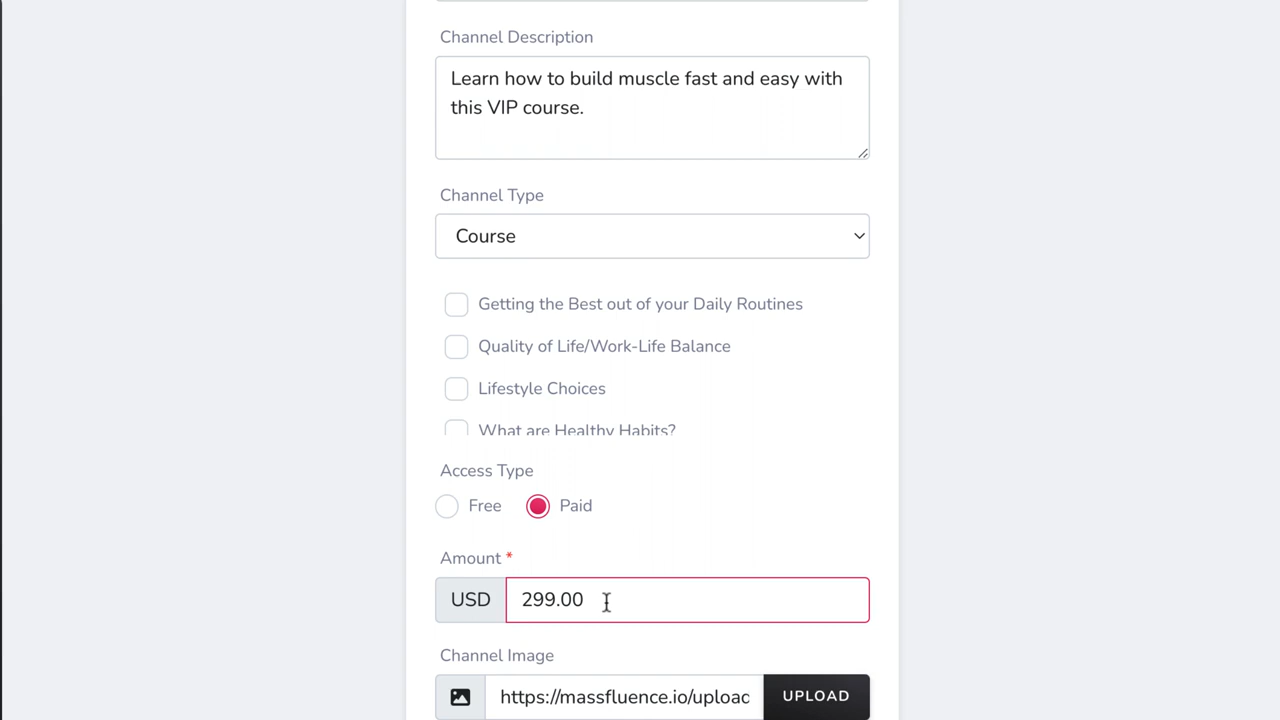 Channel Description
Learn how to build muscle fast and easy with
this VIP course.
Channel Type
Course
Getting the Best out of your Daily Routines
Quality of Life/Work-Life Balance
Lifestyle Choices
What are Healthy Habits?
Access Type
Free Paid
Amount *
USD 299.00
Channel Image
https://massfluence.io/upload UPLOAD